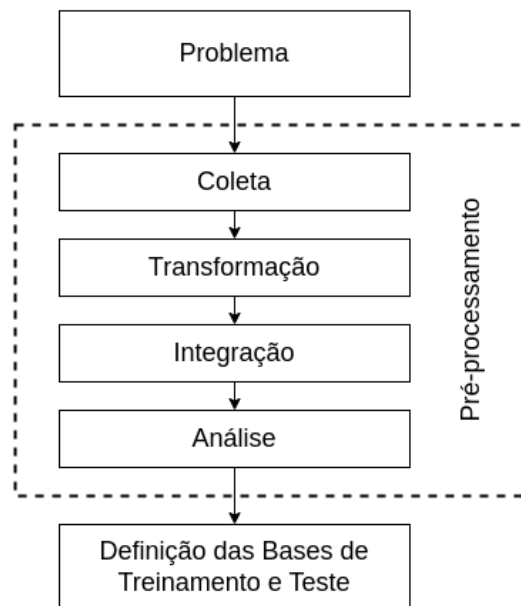 Problema
Coleta
Transformação
Integração
Análise
Pré-processamento
Definição das Bases de
Treinamento e Teste